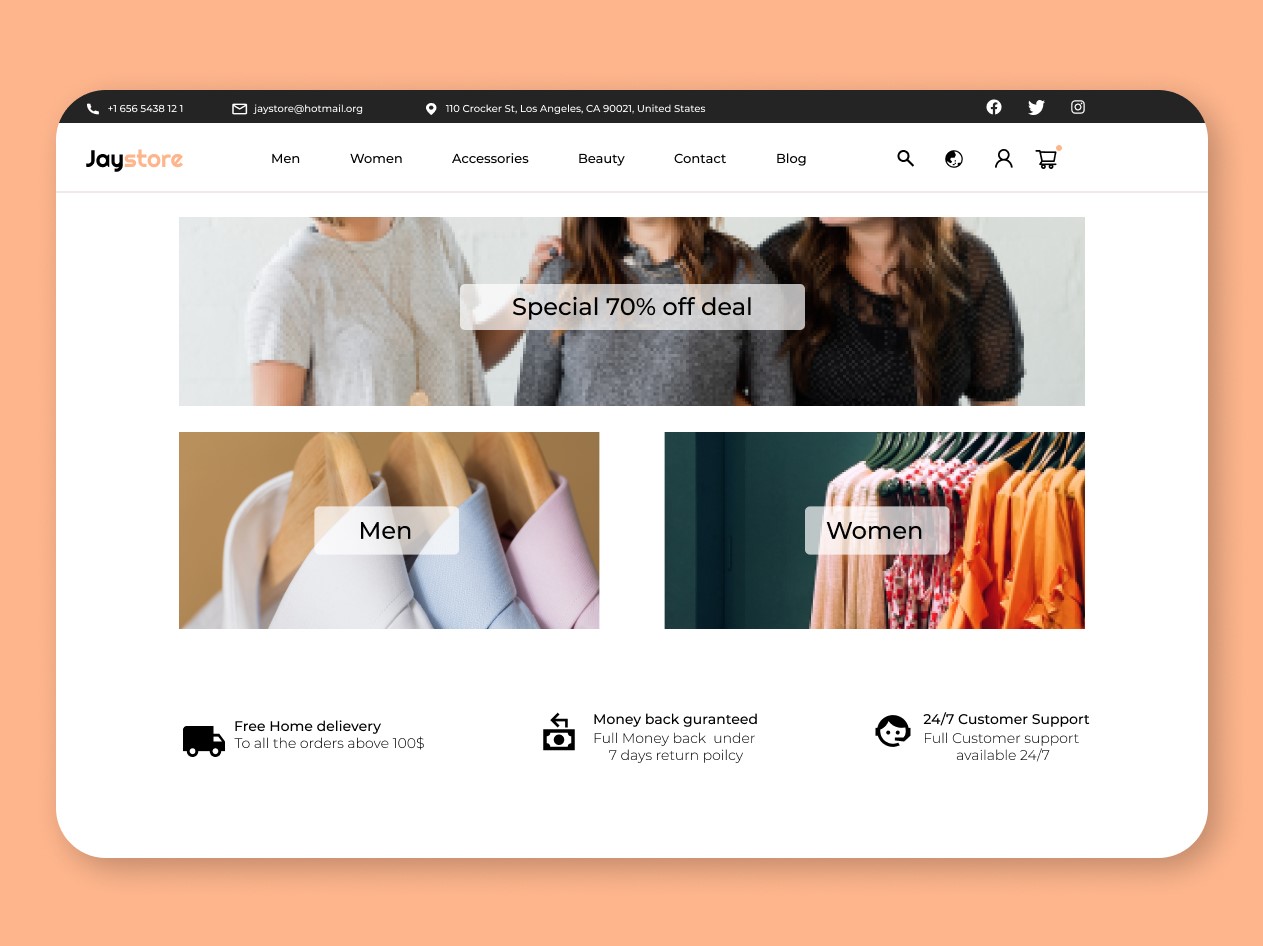 +1 656 5438 12 1
jaystore@hotmail.org
110 Crocker St, Los Angeles, CA 90021, United States
Jaystore
Men
Women
Accessories
Beauty
Contact
Blog
Special 70% off deal
Men
Women
Free Home delievery
To all the orders above 100$
Money back guranteed
Full Money back under
7 days return poilcy
24/7 Customer Support
Full Customer support
available 24/7